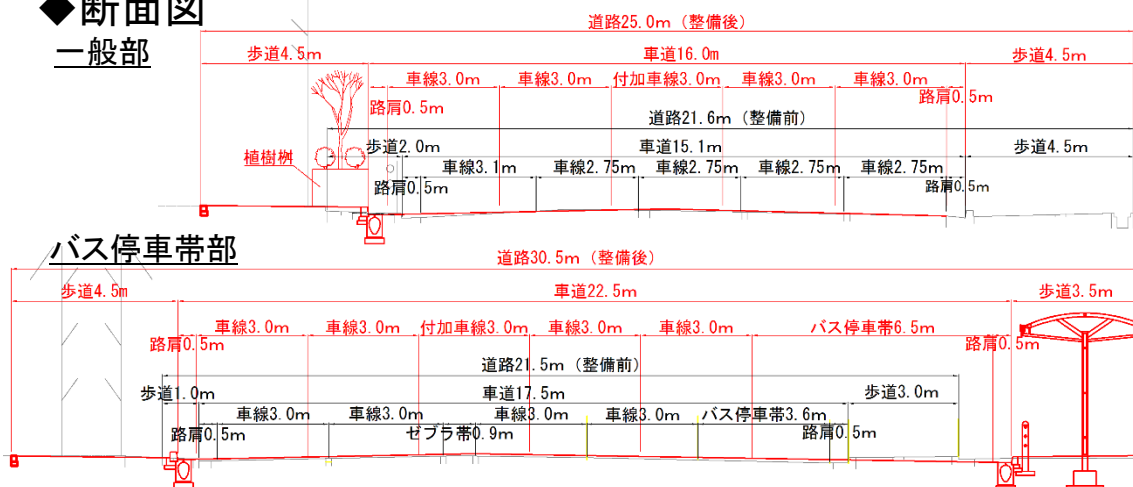 ◆断面図
一般部
道路25.0m（整備後）
歩道4.5m 車道16.0m 歩道4.5m
車線3.0m 車線3.0m 付加車線3.0m 車線3.0m 車線3.0m
路肩0.5m 路肩0.5m
道路21.6m（整備前）
歩道2.0m 車道15.1m 歩道4.5m
植樹桝
車線3.1m 車線2.75m 車線2.75m 車線2.75m 車線2.75m
路肩0.5m 路肩0.5m
バス停車帯部
道路30.5m（整備後）
歩道4.5m 車道22.5m 歩道3.5m
車線3.0m 車線3.0m 付加車線3.0m 車線3.0m 車線3.0m バス停車帯6.5m
路肩0.5m 路肩0.5m
道路21.5m（整備前）
歩道1.0m 車道17.5m 歩道3.0m
車線3.0m 車線3.0m 車線3.0m 車線3.0m バス停車帯3.6m
路肩0.5m ゼブラ帯0.9m 路肩0.5m